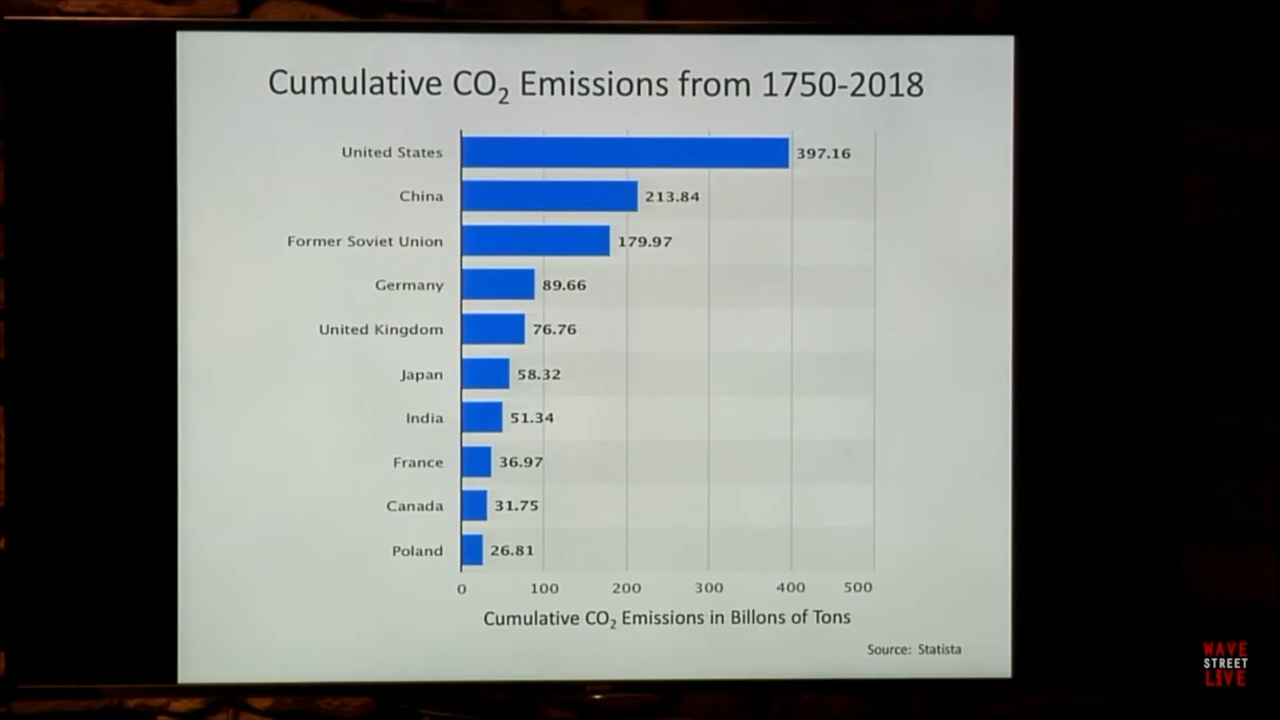 Cumulative CO₂ Emissions from 1750-2018
United States 397.16
China 213.84
Former Soviet Union 179.97
Germany 89.66
United Kingdom 76.76
Japan 58.32
India 51.34
France 36.97
Canada 31.75
Poland 26.81
0 100 200 300 400 500
Cumulative CO₂ Emissions in Billons of Tons
Source: Statista
WAVE
STREET
LIVE